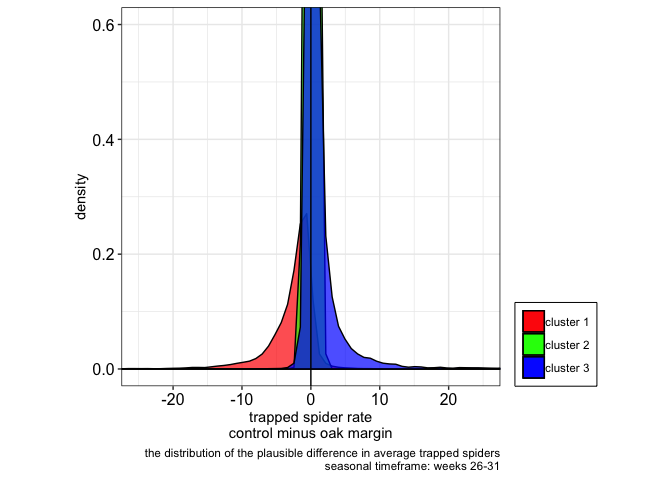 0.6
0.4
0.2
0.0
density
-20 -10 0 10 20
trapped spider rate
control minus oak margin
cluster 1
cluster 2
cluster 3
the distribution of the plausible difference in average trapped spiders
seasonal timeframe: weeks 26-31